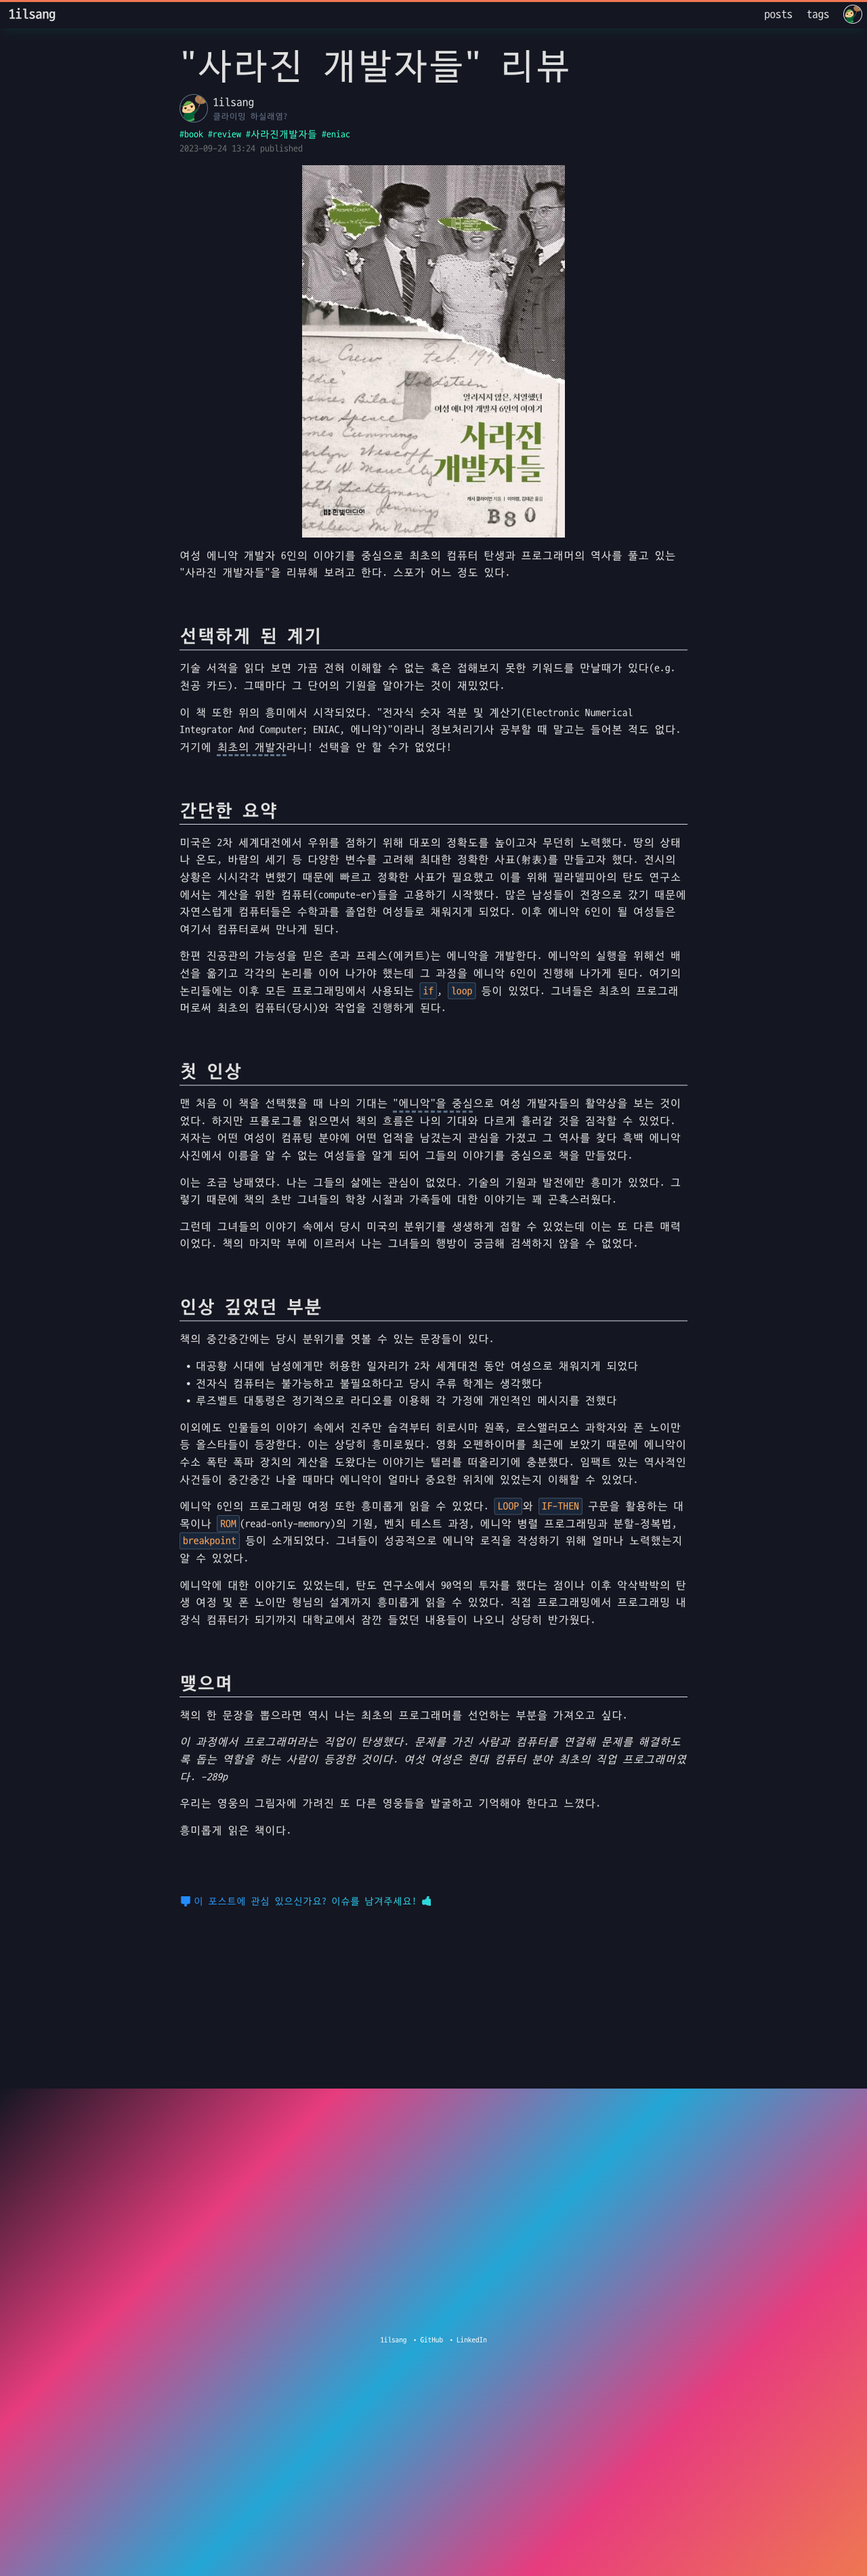 1ilsang
posts
tags
"사라진 개발자들" 리뷰
1ilsang
클라이밍 하실래염?
#book #review #사라진개발자들 #eniac
2023-09-24 13:24 published
알려지지 않은, 치열했던
여성 에니악 개발자 6인의 이야기
사라진
개발자들
한빛미디어
여성 에니악 개발자 6인의 이야기를 중심으로 최초의 컴퓨터 탄생과 프로그래머의 역사를 풀고 있는
"사라진 개발자들"을 리뷰해 보려고 한다. 스포가 어느 정도 있다.
선택하게 된 계기
기술 서적을 읽다 보면 가끔 전혀 이해할 수 없는 혹은 접해보지 못한 키워드를 만날때가 있다(e.g.
천공 카드). 그때마다 그 단어의 기원을 알아가는 것이 재밌었다.
이 책 또한 위의 흥미에서 시작되었다. "전자식 숫자 적분 및 계산기(Electronic Numerical
Integrator And Computer; ENIAC, 에니악)"이라니 정보처리기사 공부할 때 말고는 들어본 적도 없다.
거기에 최초의 개발자라니! 선택을 안 할 수가 없었다!
간단한 요약
미국은 2차 세계대전에서 우위를 점하기 위해 대포의 정확도를 높이고자 무던히 노력했다. 땅의 상태
나 온도, 바람의 세기 등 다양한 변수를 고려해 최대한 정확한 사표(射表)를 만들고자 했다. 전시의
상황은 시시각각 변했기 때문에 빠르고 정확한 사표가 필요했고 이를 위해 필라델피아의 탄도 연구소
에서는 계산을 위한 컴퓨터(compute-er)들을 고용하기 시작했다. 많은 남성들이 전장으로 갔기 때문에
자연스럽게 컴퓨터들은 수학과를 졸업한 여성들로 채워지게 되었다. 이후 에니악 6인이 될 여성들은
여기서 컴퓨터로써 만나게 된다.
한편 진공관의 가능성을 믿은 존과 프레스(에커트)는 에니악을 개발한다. 에니악의 실행을 위해선 배
선을 옮기고 각각의 논리를 이어 나가야 했는데 그 과정을 에니악 6인이 진행해 나가게 된다. 여기의
논리들에는 이후 모든 프로그래밍에서 사용되는 if, loop 등이 있었다. 그녀들은 최초의 프로그래
머로써 최초의 컴퓨터(당시)와 작업을 진행하게 된다.
첫 인상
맨 처음 이 책을 선택했을 때 나의 기대는 "에니악"을 중심으로 여성 개발자들의 활약상을 보는 것이
었다. 하지만 프롤로그를 읽으면서 책의 흐름은 나의 기대와 다르게 흘러갈 것을 짐작할 수 있었다.
저자는 어떤 여성이 컴퓨팅 분야에 어떤 업적을 남겼는지 관심을 가졌고 그 역사를 찾다 흑백 에니악
사진에서 이름을 알 수 없는 여성들을 알게 되어 그들의 이야기를 중심으로 책을 만들었다.
이는 조금 낭패였다. 나는 그들의 삶에는 관심이 없었다. 기술의 기원과 발전에만 흥미가 있었다. 그
렇기 때문에 책의 초반 그녀들의 학창 시절과 가족들에 대한 이야기는 꽤 곤혹스러웠다.
그런데 그녀들의 이야기 속에서 당시 미국의 분위기를 생생하게 접할 수 있었는데 이는 또 다른 매력
이었다. 책의 마지막 부에 이르러서 나는 그녀들의 행방이 궁금해 검색하지 않을 수 없었다.
인상 깊었던 부분
책의 중간중간에는 당시 분위기를 엿볼 수 있는 문장들이 있다.
• 대공황 시대에 남성에게만 허용한 일자리가 2차 세계대전 동안 여성으로 채워지게 되었다
• 전자식 컴퓨터는 불가능하고 불필요하다고 당시 주류 학계는 생각했다
• 루즈벨트 대통령은 정기적으로 라디오를 이용해 각 가정에 개인적인 메시지를 전했다
이외에도 인물들의 이야기 속에서 진주만 습격부터 히로시마 원폭, 로스앨러모스 과학자와 폰 노이만
등 올스타들이 등장한다. 이는 상당히 흥미로웠다. 영화 오펜하이머를 최근에 보았기 때문에 에니악이
수소 폭탄 폭파 장치의 계산을 도왔다는 이야기는 텔러를 떠올리기에 충분했다. 임팩트 있는 역사적인
사건들이 중간중간 나올 때마다 에니악이 얼마나 중요한 위치에 있었는지 이해할 수 있었다.
에니악 6인의 프로그래밍 여정 또한 흥미롭게 읽을 수 있었다. LOOP와 IF-THEN 구문을 활용하는 대
목이나 ROM(read-only-memory)의 기원, 벤치 테스트 과정, 에니악 병렬 프로그래밍과 분할-정복법,
breakpoint 등이 소개되었다. 그녀들이 성공적으로 에니악 로직을 작성하기 위해 얼마나 노력했는지
알 수 있었다.
에니악에 대한 이야기도 있었는데, 탄도 연구소에서 90억의 투자를 했다는 점이나 이후 악삭박박의 탄
생 여정 및 폰 노이만 형님의 설계까지 흥미롭게 읽을 수 있었다. 직접 프로그래밍에서 프로그래밍 내
장식 컴퓨터가 되기까지 대학교에서 잠깐 들었던 내용들이 나오니 상당히 반가웠다.
맺으며
책의 한 문장을 뽑으라면 역시 나는 최초의 프로그래머를 선언하는 부분을 가져오고 싶다.
이 과정에서 프로그래머라는 직업이 탄생했다. 문제를 가진 사람과 컴퓨터를 연결해 문제를 해결하도
록 돕는 역할을 하는 사람이 등장한 것이다. 여섯 여성은 현대 컴퓨터 분야 최초의 직업 프로그래머였
다. -289p
우리는 영웅의 그림자에 가려진 또 다른 영웅들을 발굴하고 기억해야 한다고 느꼈다.
흥미롭게 읽은 책이다.
이 포스트에 관심 있으신가요? 이슈를 남겨주세요!
1ilsang • GitHub • LinkedIn